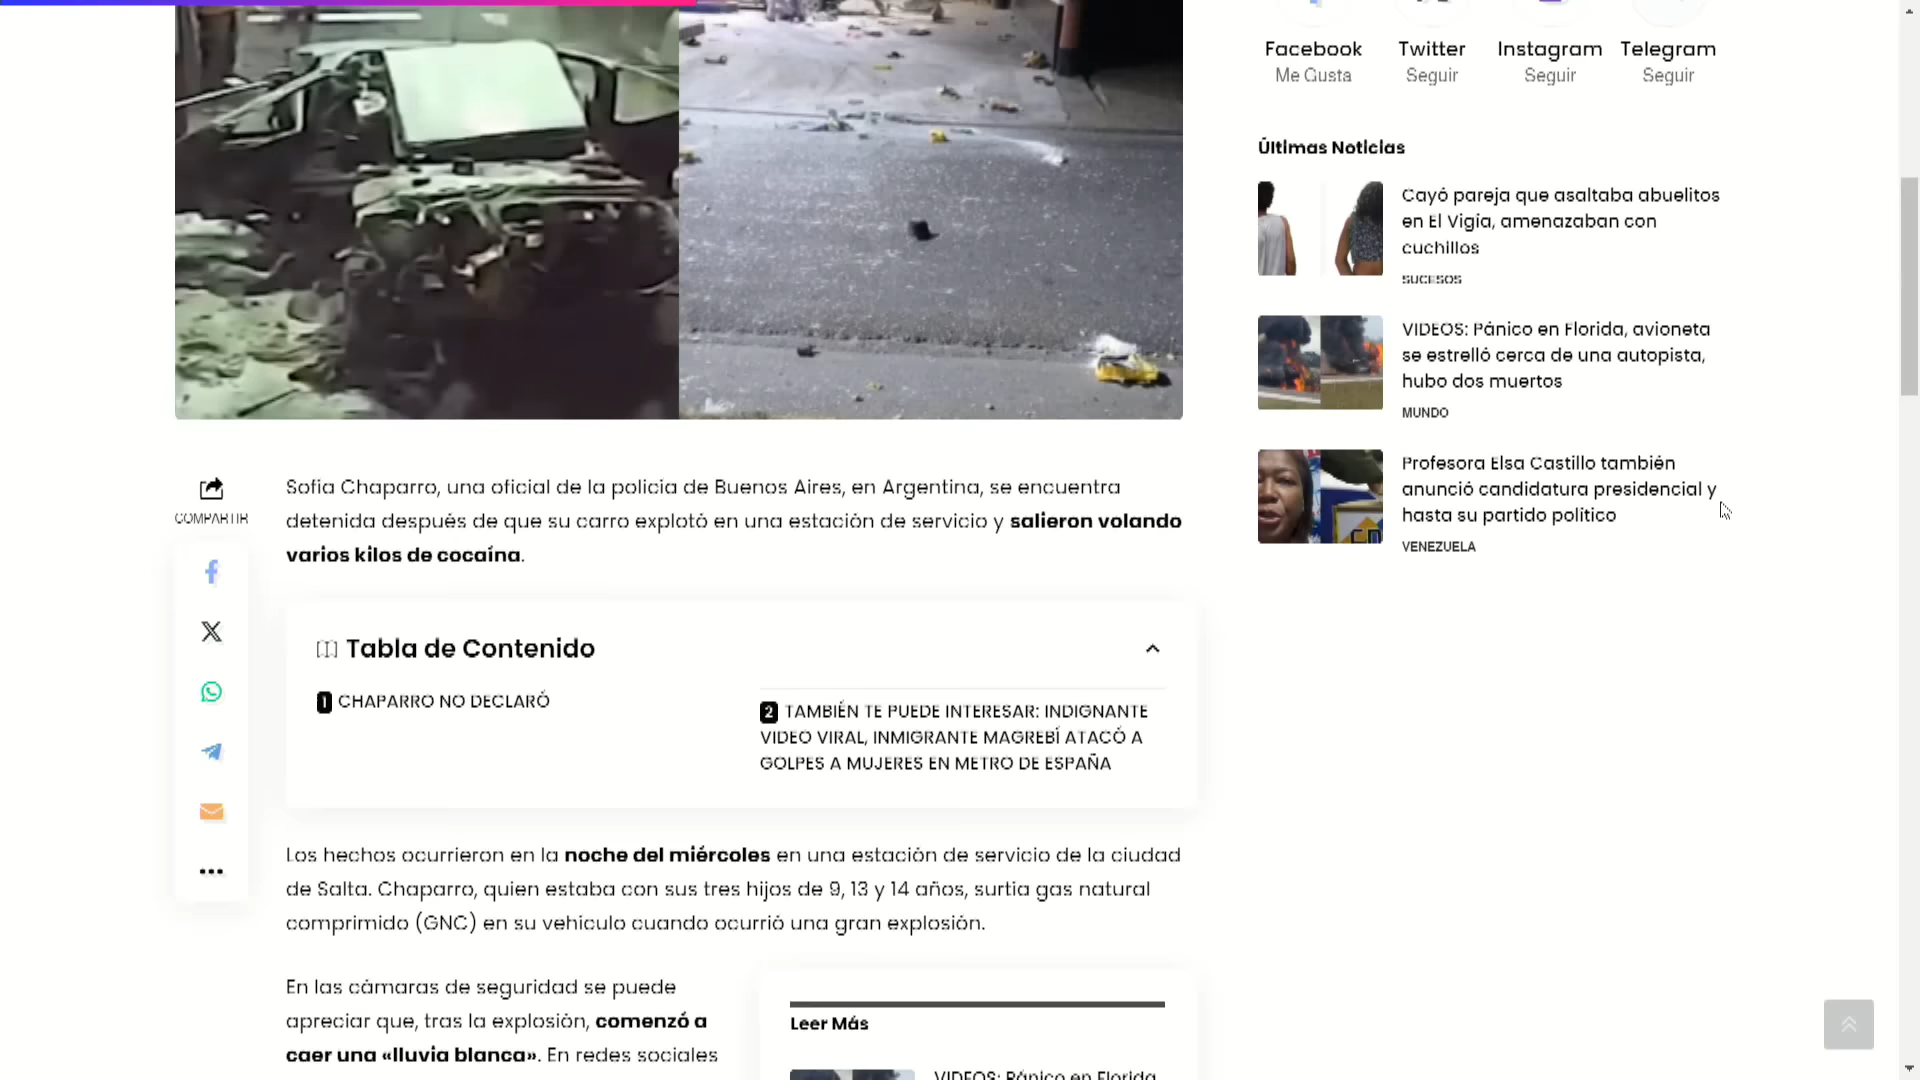 Facebook
Me Gusta
Twitter
Seguir
Instagram
Seguir
Telegram
Seguir
Últimas Noticias
Cayó pareja que asaltaba abuelitos
en El Vigía, amenazaban con
cuchillos
SUCESOS
VIDEOS: Pánico en Florida, avioneta
se estrelló cerca de una autopista,
hubo dos muertos
MUNDO
Profesora Elsa Castillo también
anunció candidatura presidencial y
hasta su partido político
VENEZUELA
COMPARTIR
Sofía Chaparro, una oficial de la policía de Buenos Aires, en Argentina, se encuentra
detenida después de que su carro explotó en una estación de servicio y salieron volando
varios kilos de cocaína.
Tabla de Contenido
1 CHAPARRO NO DECLARÓ
2 TAMBIÉN TE PUEDE INTERESAR: INDIGNANTE
VIDEO VIRAL, INMIGRANTE MAGREBÍ ATACÓ A
GOLPES A MUJERES EN METRO DE ESPAÑA
Los hechos ocurrieron en la noche del miércoles en una estación de servicio de la ciudad
de Salta. Chaparro, quien estaba con sus tres hijos de 9, 13 y 14 años, surtía gas natural
comprimido (GNC) en su vehículo cuando ocurrió una gran explosión.
En las cámaras de seguridad se puede
apreciar que, tras la explosión, comenzó a
caer una «lluvia blanca». En redes sociales
Leer Más
VIDEOS: Pánico en Florida,